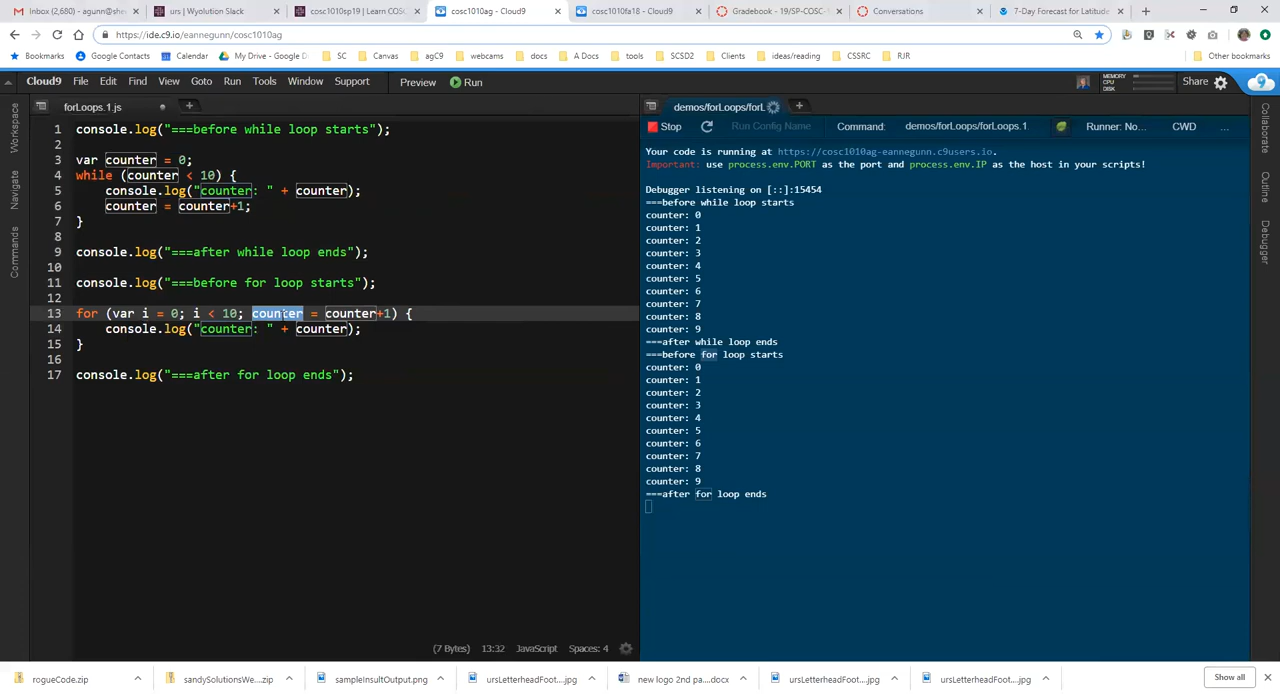 Inbox (2,680) - agunn@she
urs | Wyolution Slack
cosc1010sp19 | Learn COSC
cosc1010ag - Cloud9
cosc1010fa18 - Cloud9
Gradebook - 19/SP-COSC-
Conversations
7-Day Forecast for Latitude
https://ide.c9.io/eannegunn/cosc1010ag
Bookmarks Google Contacts Calendar My Drive - Google D SC Canvas agC9 webcams docs A Docs tools SCSD2 Clients CSSRC ideas/reading RJR Other bookmarks
Cloud9 File Edit Find View Goto Run Tools Window Support Preview Run MEMORY CPU DISK Share
Workspace
Navigate
Commands
forLoops.1.js
1 console.log("===before while loop starts");
2
3 var counter = 0;
4 while (counter < 10) {
5 console.log("counter: " + counter);
6 counter = counter+1;
7 }
8
9 console.log("===after while loop ends");
10
11 console.log("===before for loop starts");
12
13 for (var i = 0; i < 10; counter = counter+1) {
14 console.log("counter: " + counter);
15 }
16
17 console.log("===after for loop ends");
(7 Bytes) 13:32 JavaScript Spaces: 4
demos/forLoops/forL
Stop Run Config Name Command: demos/forLoops/forLoops.1 Runner: No... CWD ...
Your code is running at https://cosc1010ag-eannegunn.c9users.io.
Important: use process.env.PORT as the port and process.env.IP as the host in your scripts!
Debugger listening on [::]:15454
===before while loop starts
counter: 0
counter: 1
counter: 2
counter: 3
counter: 4
counter: 5
counter: 6
counter: 7
counter: 8
counter: 9
===after while loop ends
===before for loop starts
counter: 0
counter: 1
counter: 2
counter: 3
counter: 4
counter: 5
counter: 6
counter: 7
counter: 8
counter: 9
===after for loop ends
Collaborate
Outline
Debugger
rogueCode.zip
sandySolutionsWe....zip
sampleInsultOutput.png
ursLetterheadFoot....jpg
new logo 2nd pa....docx
ursLetterheadFoot....jpg
ursLetterheadFoot....jpg
Show all